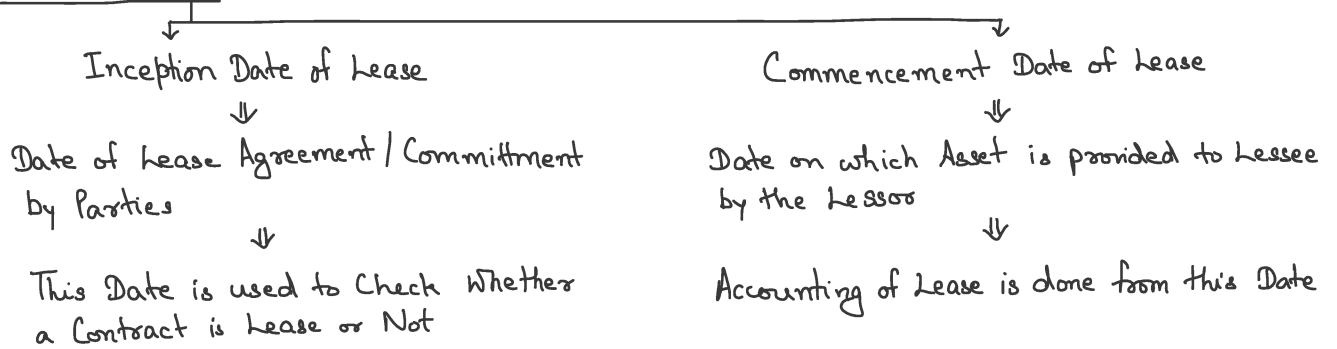 Inception Date of Lease
Date of Lease Agreement / Committment
by Parties
This Date is used to Check Whether
a Contract is Lease or Not
Commencement Date of Lease
Date on which Asset is provided to Lessee
by the Lessor
Accounting of Lease is done from this Date